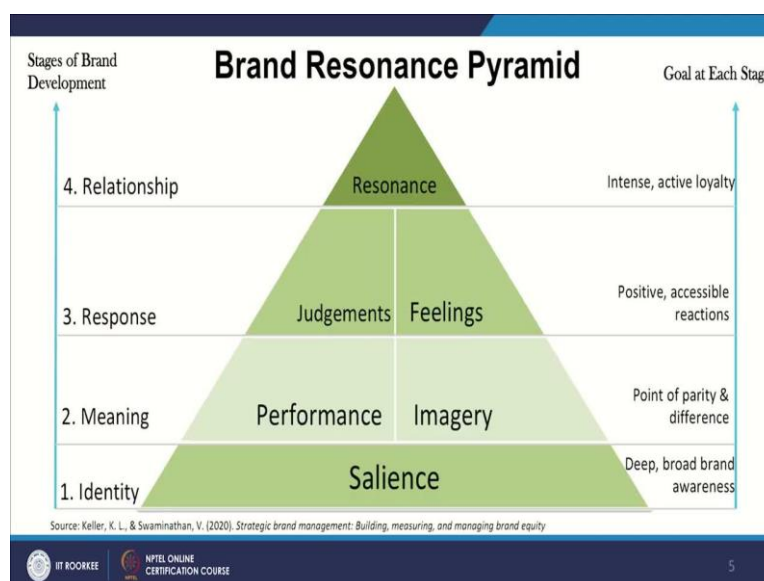 Stages of Brand
Development
Brand Resonance Pyramid
Goal at Each Stag
4. Relationship
Resonance
Intense, active loyalty
3. Response
Judgements
Feelings
Positive, accessible
reactions
2. Meaning
Performance
Imagery
Point of parity &
difference
1. Identity
Salience
Deep, broad brand
awareness
Source: Keller, K. L., & Swaminathan, V. (2020). Strategic brand management: Building, measuring, and managing brand equity
IIT ROORKEE
NPTEL ONLINE
CERTIFICATION COURSE
5